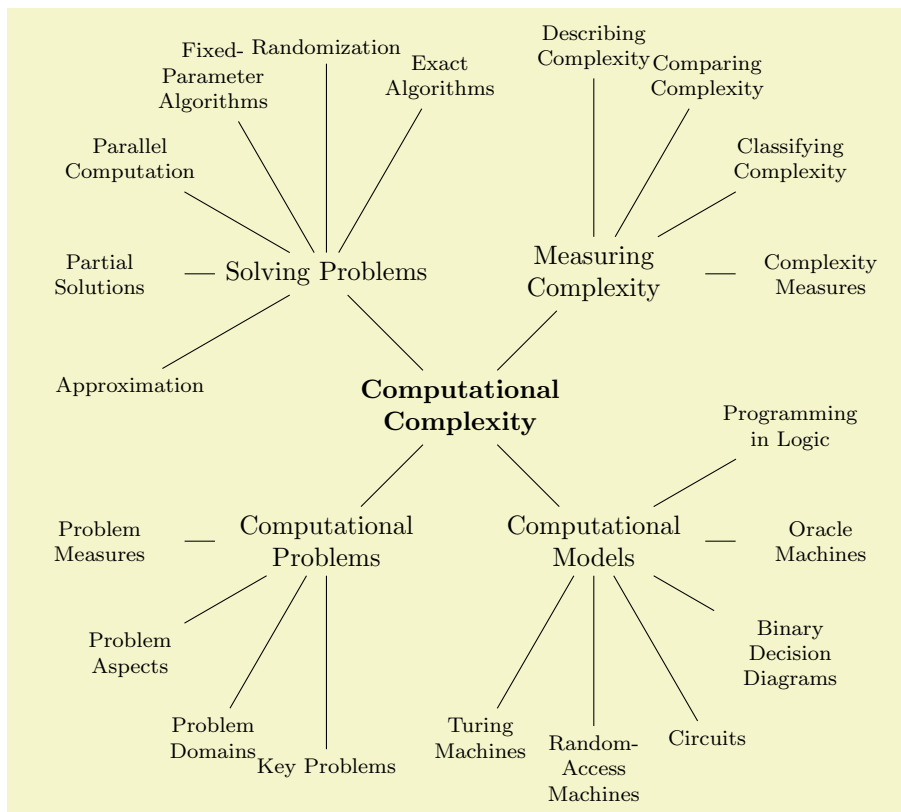 Computational
Complexity
Solving Problems
Exact
Algorithms
Randomization
Fixed-
Parameter
Algorithms
Parallel
Computation
Partial
Solutions
Approximation
Measuring
Complexity
Describing
Complexity
Comparing
Complexity
Classifying
Complexity
Complexity
Measures
Computational
Problems
Problem
Measures
Problem
Aspects
Problem
Domains
Key Problems
Computational
Models
Turing
Machines
Random-
Access
Machines
Circuits
Binary
Decision
Diagrams
Oracle
Machines
Programming
in Logic